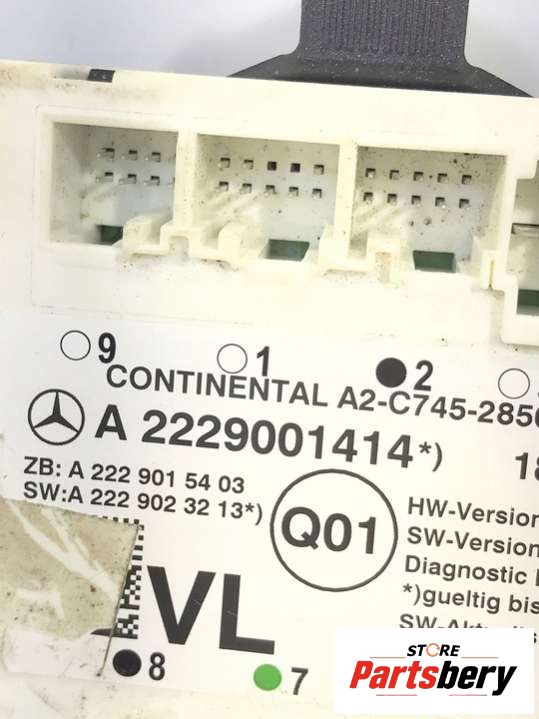 9 1 2
CONTINENTAL A2-C745-2850
A 2229001414*) 18
ZB: A 222 901 54 03
SW:A 222 902 32 13*)
Q01
HW-Version
SW-Version
Diagnostic
*)gueltig bis
VL
8 7
STORE
Partsbery